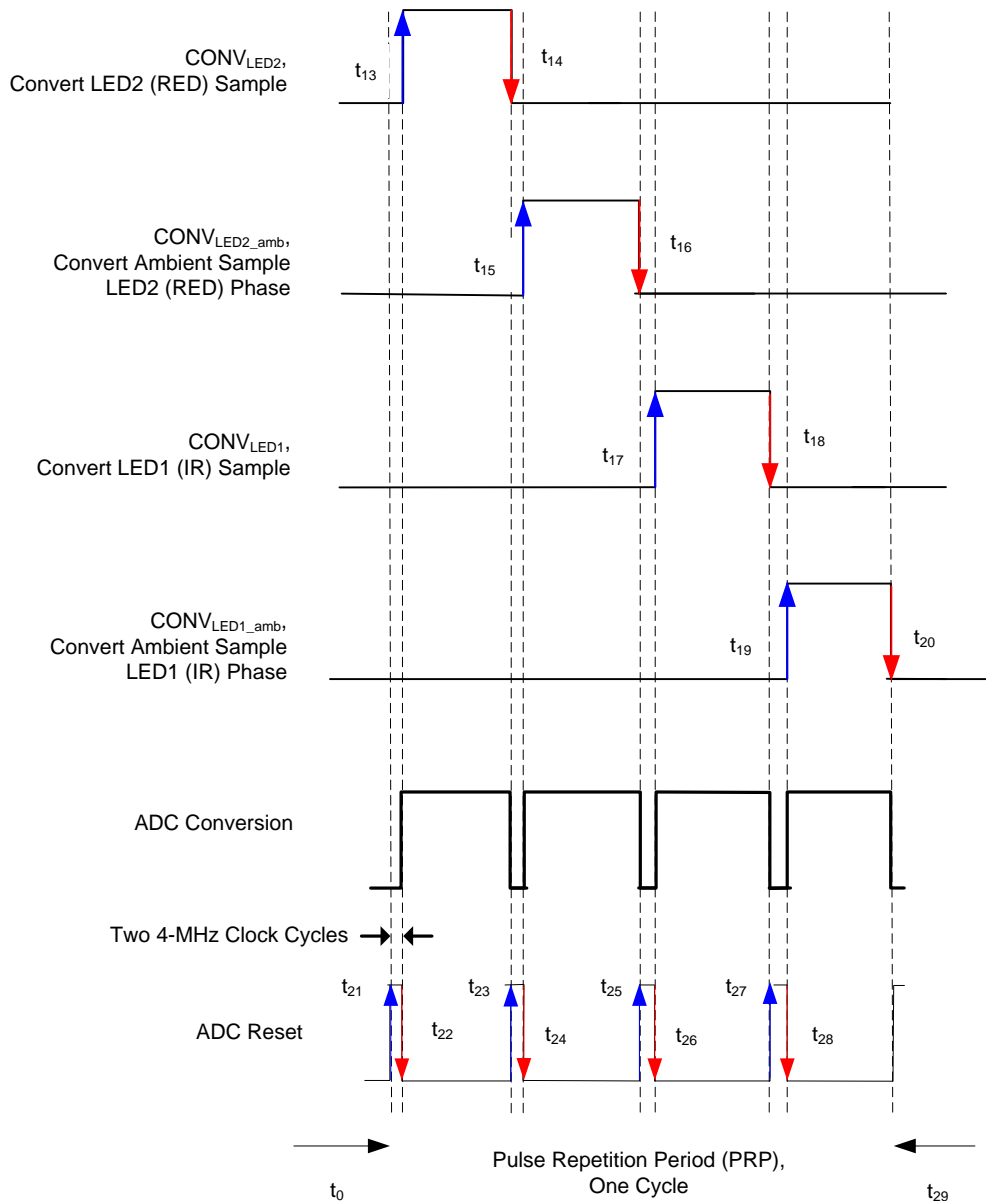 CONVLED2,
Convert LED2 (RED) Sample
t13
t14
CONVLED2_amb,
Convert Ambient Sample
LED2 (RED) Phase
t15
t16
CONVLED1,
Convert LED1 (IR) Sample
t17
t18
CONVLED1_amb,
Convert Ambient Sample
LED1 (IR) Phase
t19
t20
ADC Conversion
Two 4-MHz Clock Cycles
ADC Reset
t21
t22
t23
t24
t25
t26
t27
t28
t0
Pulse Repetition Period (PRP),
One Cycle
t29